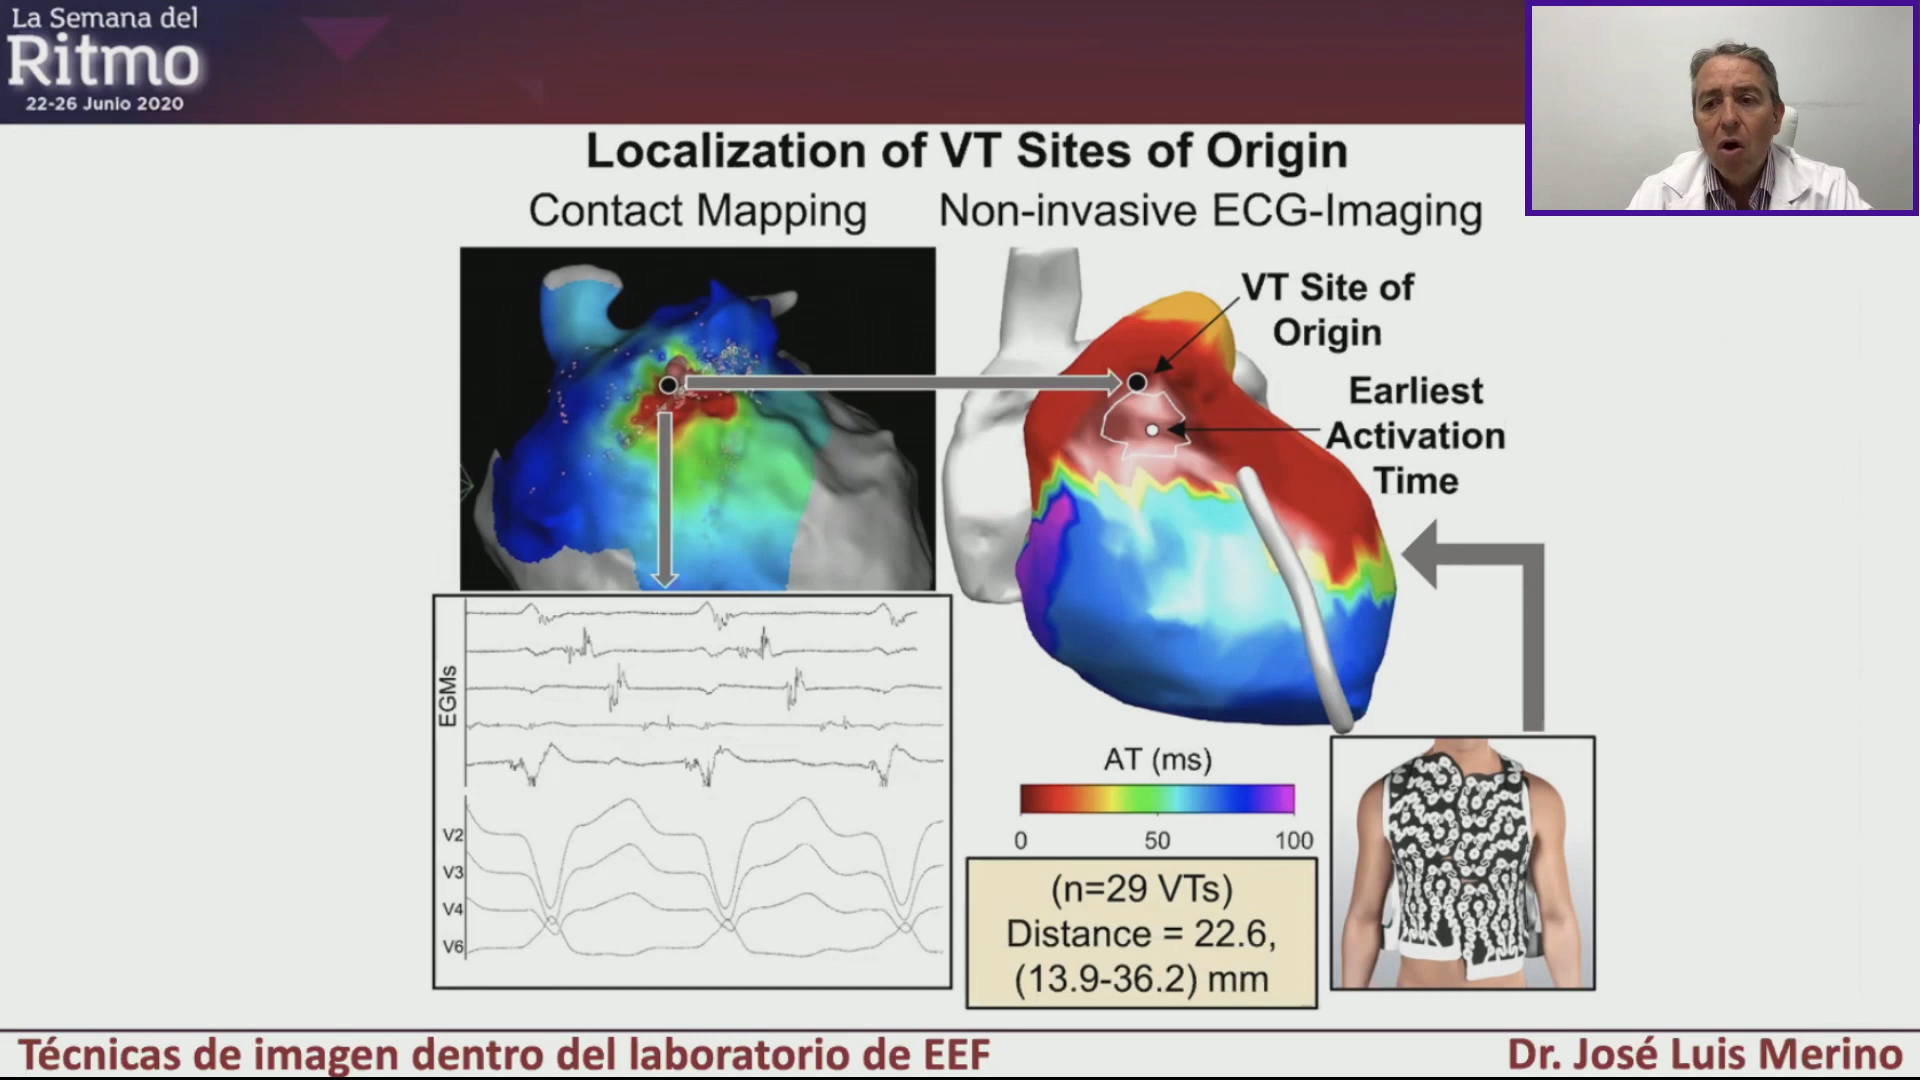 La Semana del
Ritmo
22-26 Junio 2020
Localization of VT Sites of Origin
Contact Mapping
Non-invasive ECG-Imaging
VT Site of
Origin
Earliest
Activation
Time
EGMs
V2
V3
V4
V6
AT (ms)
0 50 100
(n=29 VTs)
Distance = 22.6,
(13.9-36.2) mm
Técnicas de imagen dentro del laboratorio de EEF
Dr. José Luis Merino